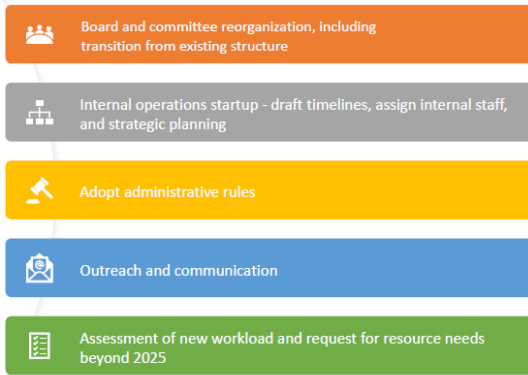 Board and committee reorganization, including
transition from existing structure
Internal operations startup - draft timelines, assign internal staff,
and strategic planning
Adopt administrative rules
Outreach and communication
Assessment of new workload and request for resource needs
beyond 2025